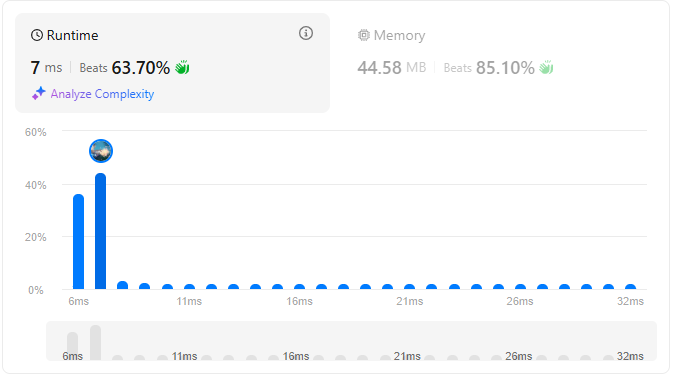 Runtime
7 ms | Beats 63.70%
Analyze Complexity
Memory
44.58 MB | Beats 85.10%
60%
40%
20%
0%
6ms 11ms 16ms 21ms 26ms 32ms
6ms 11ms 16ms 21ms 26ms 32ms